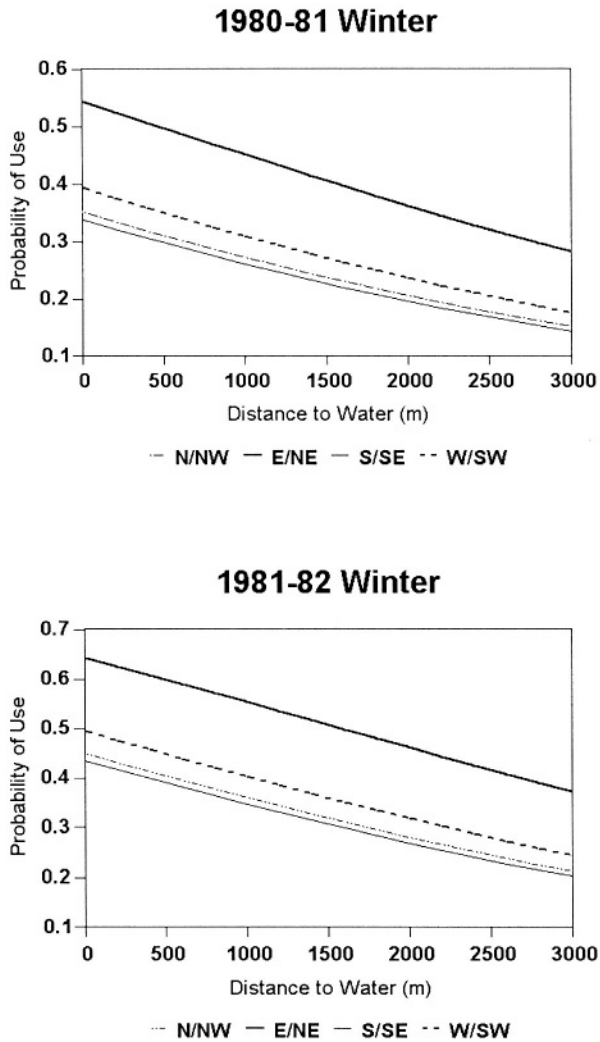 1980-81 Winter
0.6
0.5
0.4
0.3
0.2
0.1
Probability of Use
0 500 1000 1500 2000 2500 3000
Distance to Water (m)
N/NW E/NE S/SE W/SW
1981-82 Winter
0.7
0.6
0.5
0.4
0.3
0.2
0.1
Probability of Use
0 500 1000 1500 2000 2500 3000
Distance to Water (m)
N/NW E/NE S/SE W/SW